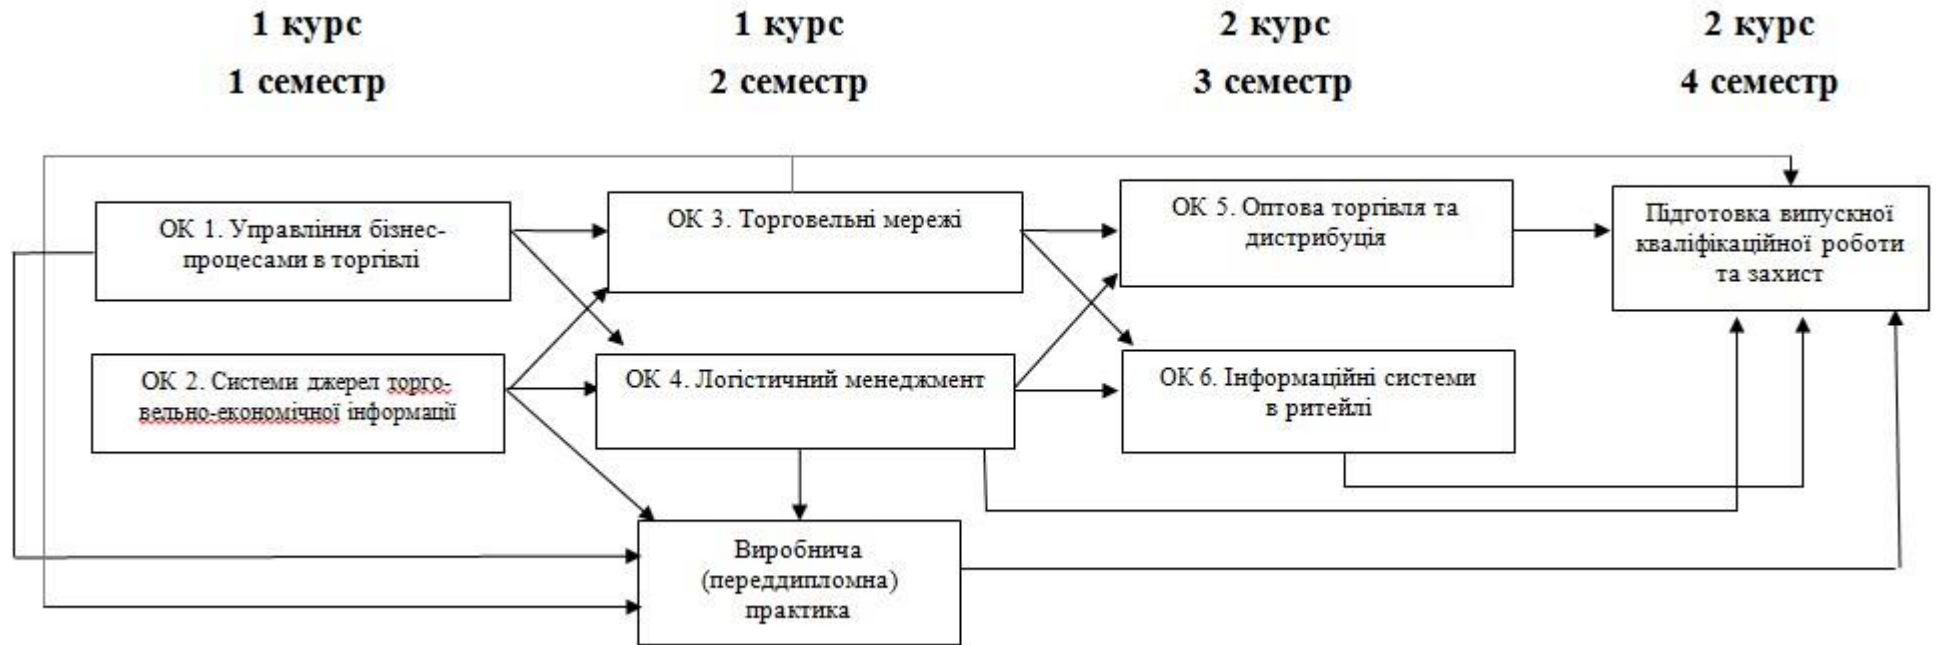 1 курс
1 семестр
1 курс
2 семестр
2 курс
3 семестр
2 курс
4 семестр
ОК 1. Управління бізнес-
процесами в торгівлі
ОК 3. Торговельні мережі
ОК 5. Оптова торгівля та
дистрибуція
Підготовка випускної
кваліфікаційної роботи
та захист
ОК 2. Системи джерел торго-
вельно-економічної інформації
ОК 4. Логістичний менеджмент
ОК 6. Інформаційні системи
в ритейлі
Виробнича
(переддипломна)
практика